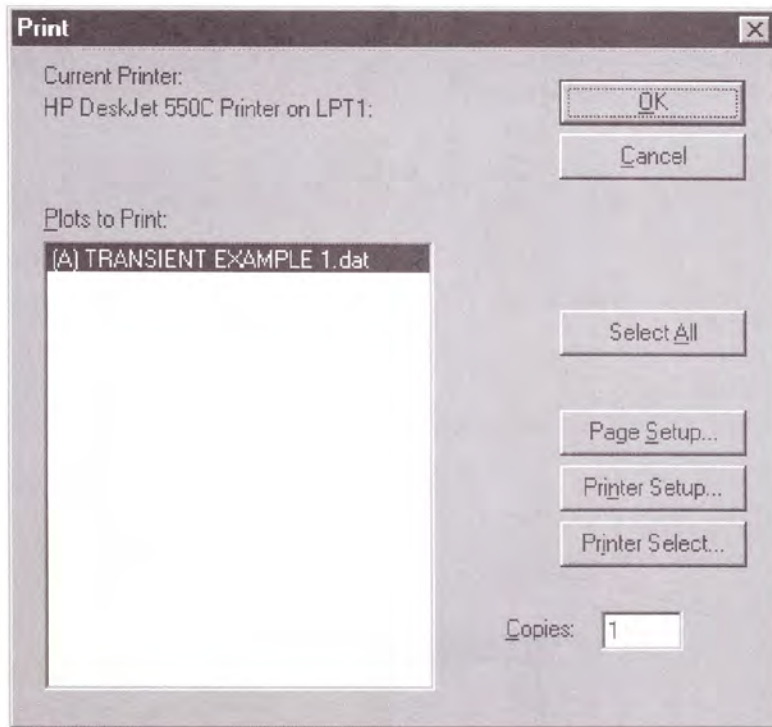 Print
Current Printer:
HP DeskJet 550C Printer on LPT1:
OK
Cancel
Plots to Print:
(A) TRANSIENT EXAMPLE 1.dat
Select All
Page Setup...
Printer Setup...
Printer Select...
Copies: 1